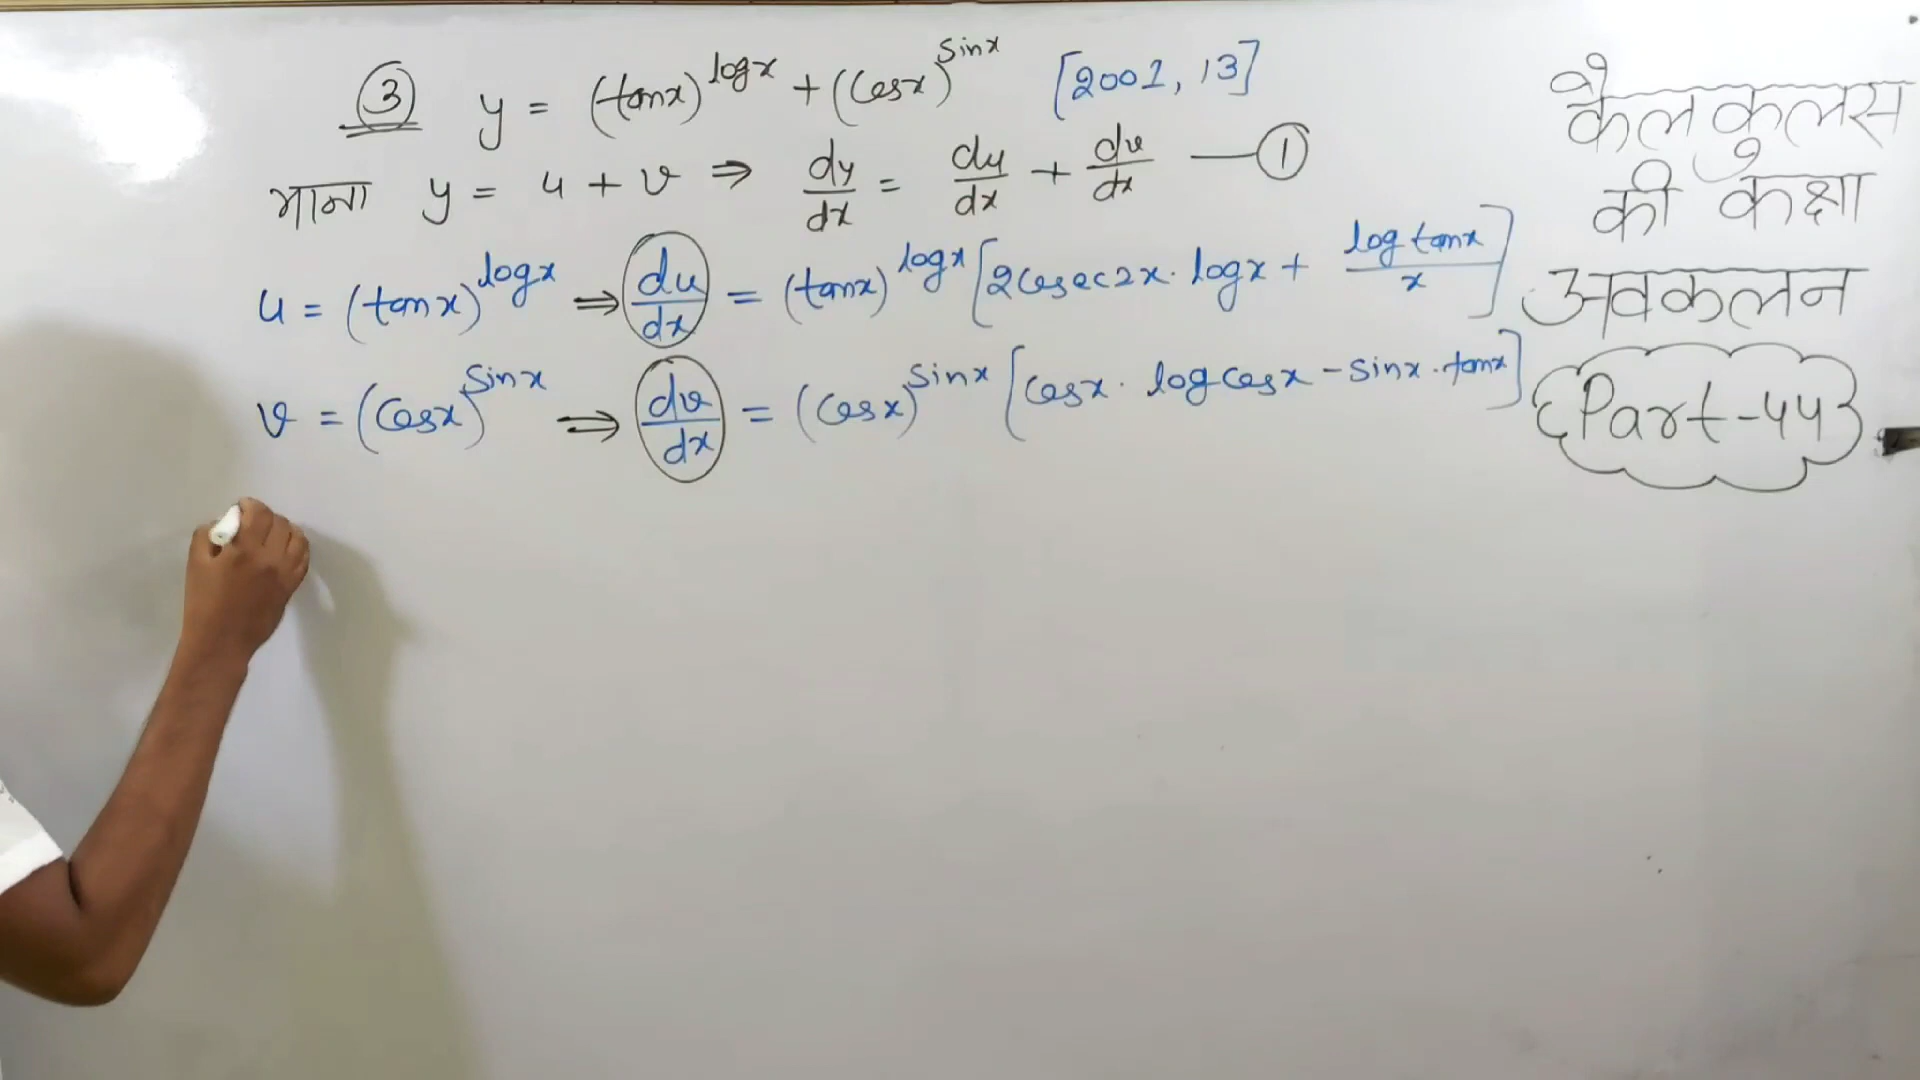 ③ y = (tanx)^logx + (Cosx)^Sinx [2001, 13]
माना y = u + v ⇒ dy/dx = du/dx + dv/dx —①
u = (tanx)^logx ⇒ du/dx = (tanx)^logx [2Cosec2x · logx + logtanx/x]
v = (Cosx)^Sinx ⇒ dv/dx = (Cosx)^Sinx [Cosx · logCosx - Sinx · tanx]
कैलकुलस
की कक्षा
अवकलन
{Part-44}